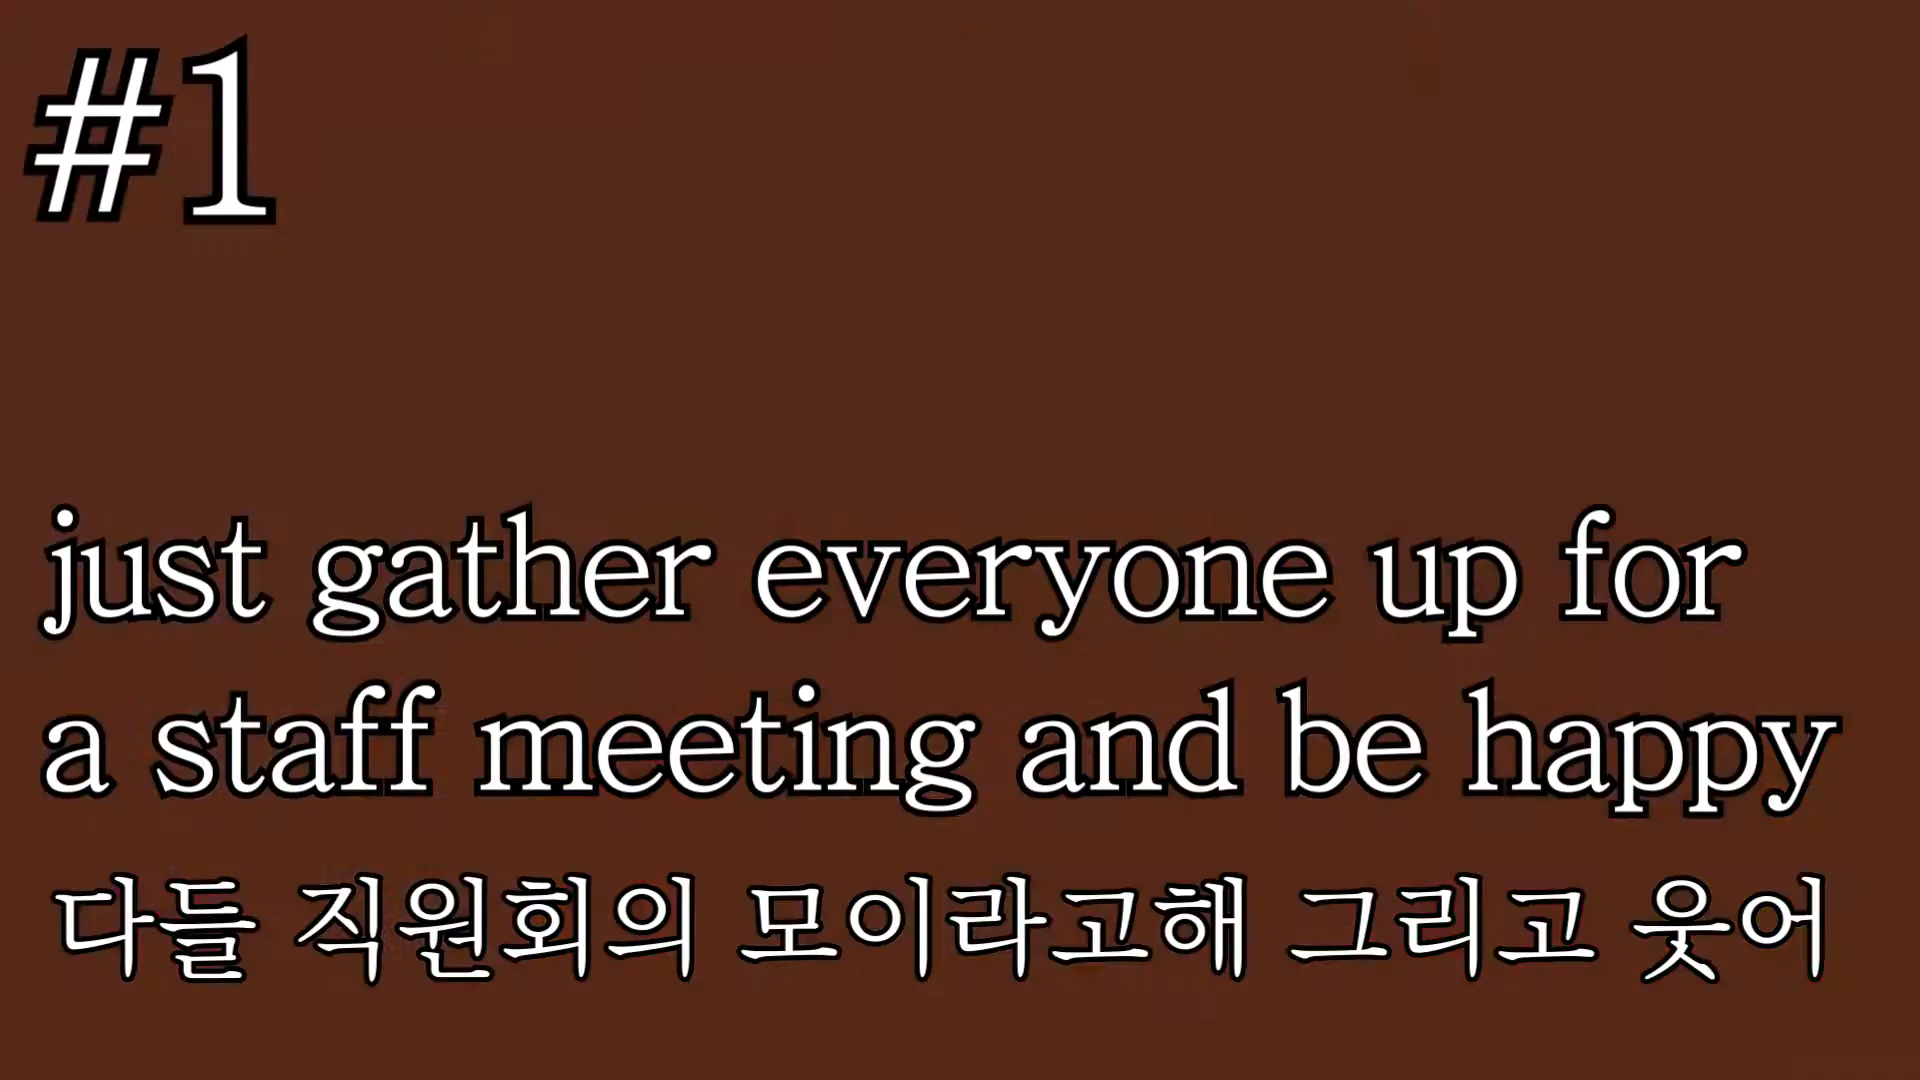 #1
just gather everyone up for
a staff meeting and be happy
다들 직원회의 모이라고해 그리고 웃어